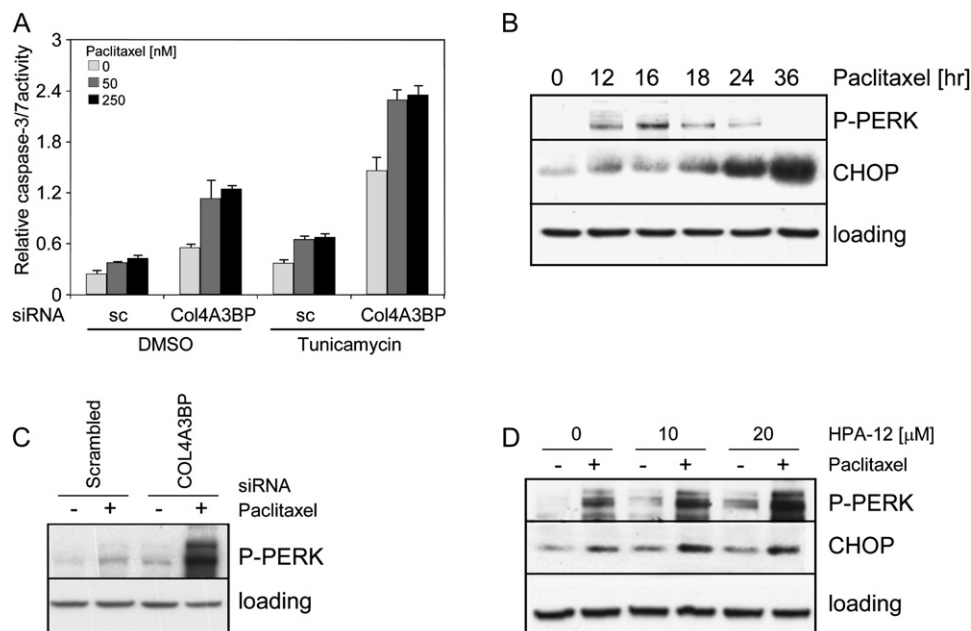 A
Paclitaxel [nM]
0
50
250
Relative caspase-3/7activity
3
2.4
1.8
1.2
0.6
0
siRNA sc Col4A3BP sc Col4A3BP
DMSO Tunicamycin
B
0 12 16 18 24 36 Paclitaxel [hr]
P-PERK
CHOP
loading
C
Scrambled
COL4A3BP
siRNA
- + - + Paclitaxel
P-PERK
loading
D
0 10 20 HPA-12 [µM]
- + - + - + Paclitaxel
P-PERK
CHOP
loading